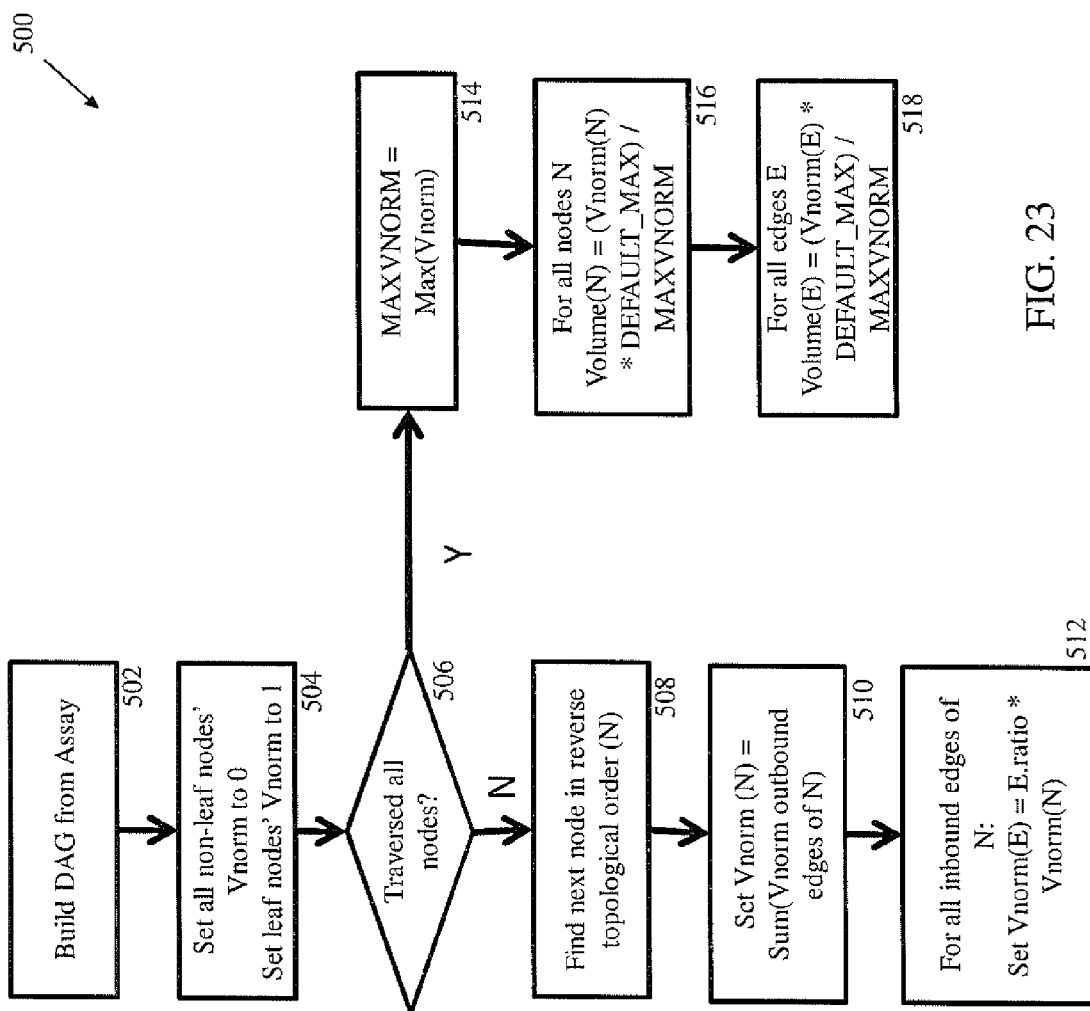 500
Build DAG from Assay
502
Set all non-leaf nodes'
Vnorm to 0
Set leaf nodes' Vnorm to 1
504
Traversed all
nodes?
506
Y
N
Find next node in reverse
topological order (N)
508
Set Vnorm (N) =
Sum(Vnorm outbound
edges of N)
510
For all inbound edges of
N:
Set Vnorm(E) = E.ratio *
Vnorm(N)
512
MAXVNORM =
Max(Vnorm)
514
For all nodes N
Volume(N) = (Vnorm(N)
* DEFAULT_MAX) /
MAXVNORM
516
For all edges E
Volume(E) = (Vnorm(E) *
DEFAULT_MAX) /
MAXVNORM
518
FIG. 23